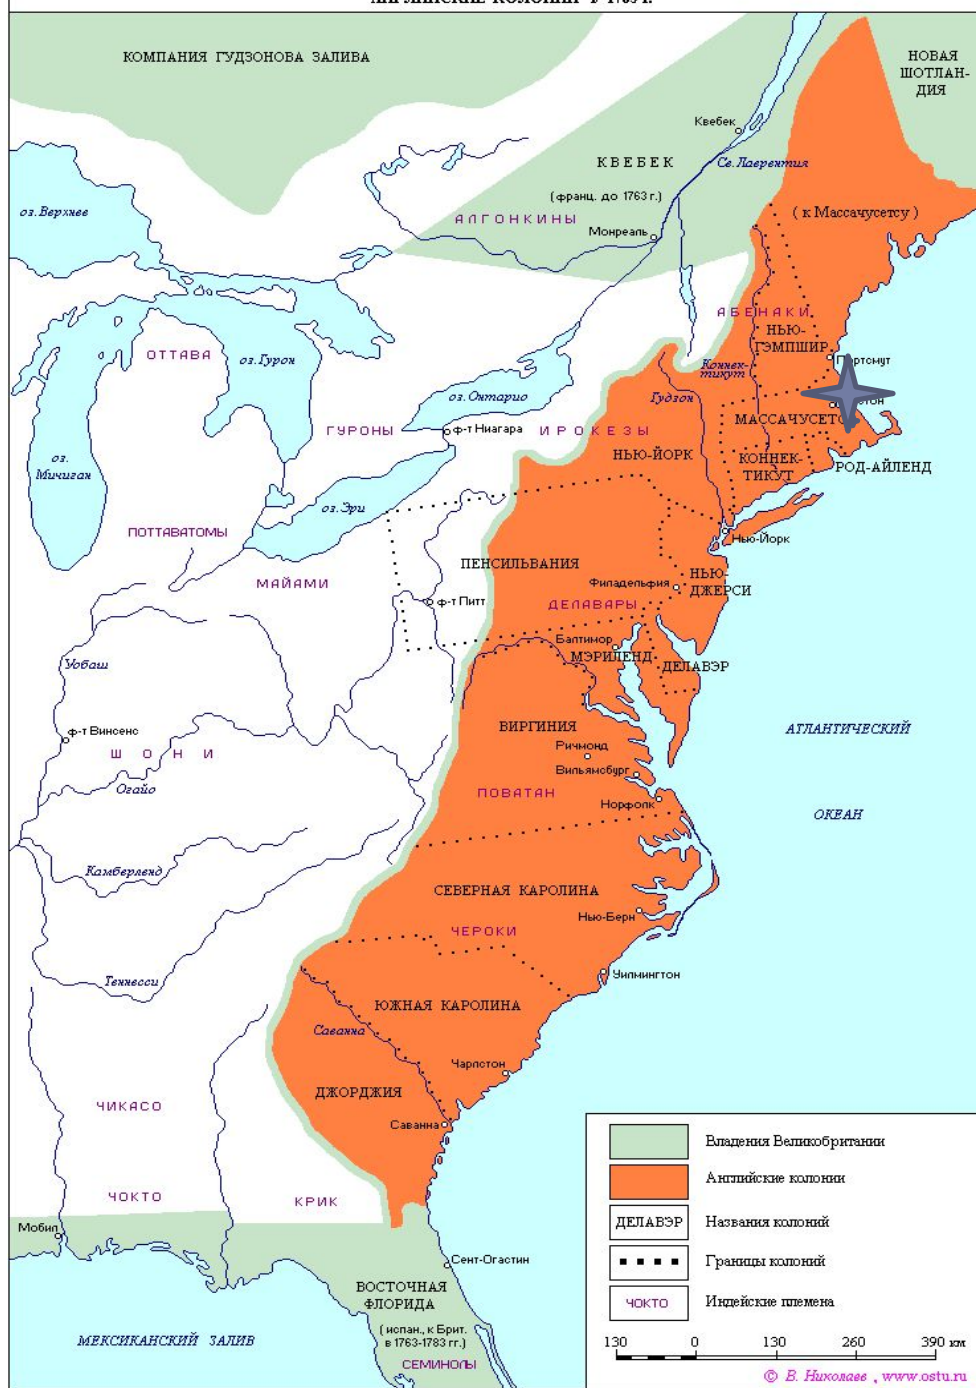 АНГЛИЙСКИЕ КОЛОНИИ В 1763 г.
КОМПАНИЯ ГУДЗОНОВА ЗАЛИВА
НОВАЯ
ШОТЛАН-
ДИЯ
Квебек
КВЕБЕК
Св. Лаврентия
(франц. до 1763 г.)
оз. Верхнее
АЛГОНКИНЫ
(к Массачусетсу)
Монреаль
АБЕНАКИ
НЬЮ-
ГЭМПШИР
ОТТАВА
оз. Гурон
Портсмут
Коннек-
тикут
оз. Онтарио
Гудзон
МАССАЧУСЕТС
ГУРОНЫ
ф-т Ниагара
ИРОКЕЗЫ
НЬЮ-ЙОРК
КОННЕК-
ТИКУТ
РОД-АЙЛЕНД
оз.
Мичиган
оз. Эри
ПОТТАВАТОМЫ
Нью-Йорк
МАЙАМИ
ПЕНСИЛЬВАНИЯ
Филадельфия
НЬЮ-
ДЖЕРСИ
ф-т Питт
ДЕЛАВАРЫ
Балтимор
МЭРИЛЕНД
ДЕЛАВЭР
Уобаш
ВИРГИНИЯ
АТЛАНТИЧЕСКИЙ
ф-т Винсенс
ШОНИ
Ричмонд
Вильямсбург
Огайо
ПОВАТАН
Норфолк
ОКЕАН
Камберленд
СЕВЕРНАЯ КАРОЛИНА
Нью-Берн
ЧЕРОКИ
Теннесси
Уилмингтон
ЮЖНАЯ КАРОЛИНА
Саванна
Чарлстон
ДЖОРДЖИЯ
ЧИКАСО
Саванна
ЧОКТО
КРИК
Мобил
Сент-Огастин
ВОСТОЧНАЯ
ФЛОРИДА
(испан., к Брит.
в 1763-1783 гг.)
МЕКСИКАНСКИЙ ЗАЛИВ
СЕМИНОЛЫ
Владения Великобритании
Английские колонии
ДЕЛАВЭР Названия колоний
Границы колоний
ЧОКТО Индейские племена
130 0 130 260 390 км
© В. Николаев, www.ostu.ru